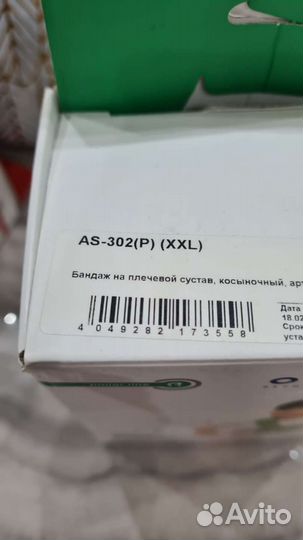 AS-302(P) (XXL)
Бандаж на плечевой сустав, косыночный, арт
Дата
18.02
Срок
уста
4 049282 173558
Avito